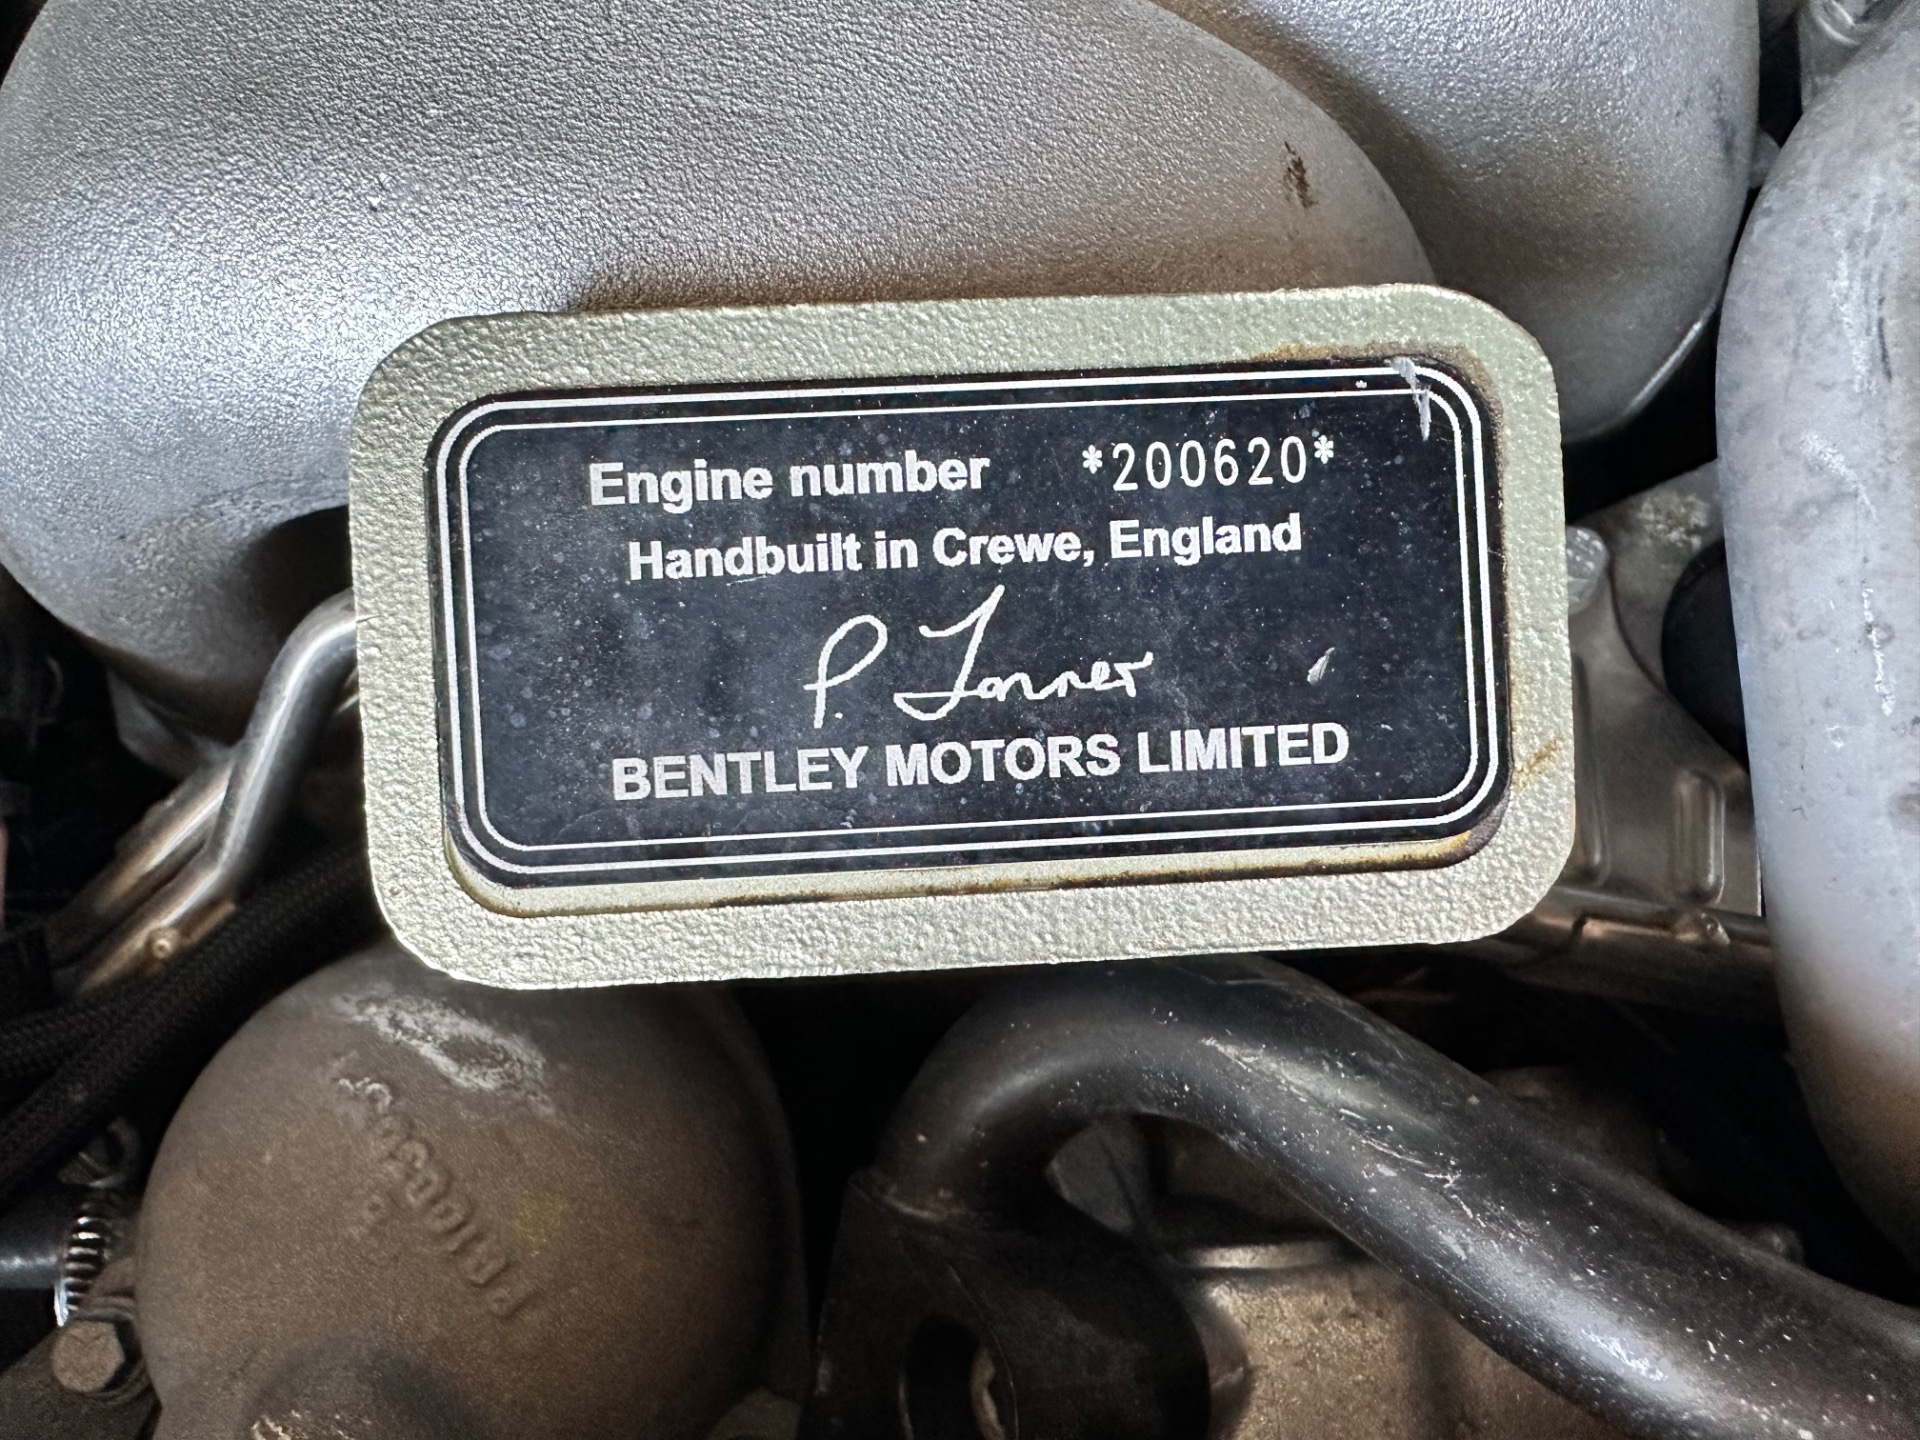 Engine number *200620*
Handbuilt in Crewe, England
P.
BENTLEY MOTORS LIMITED